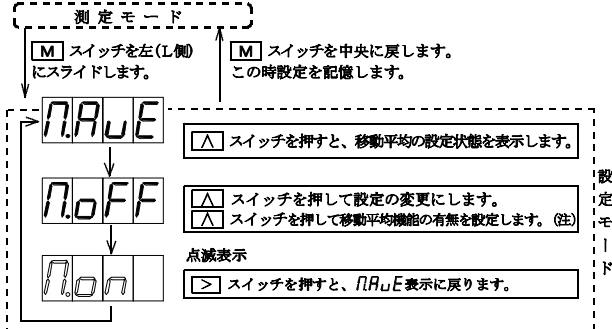 測定モード
M スイッチを左(L側)
にスライドします。
M スイッチを中央に戻します。
この時設定を記憶します。
M.AvE
∧ スイッチを押すと、移動平均の設定状態を表示します。
M.oFF
∧ スイッチを押して設定の変更にします。
∧ スイッチを押して移動平均機能の有無を設定します。(注)
点滅表示
M.on
> スイッチを押すと、M.AvE表示に戻ります。
設定モード